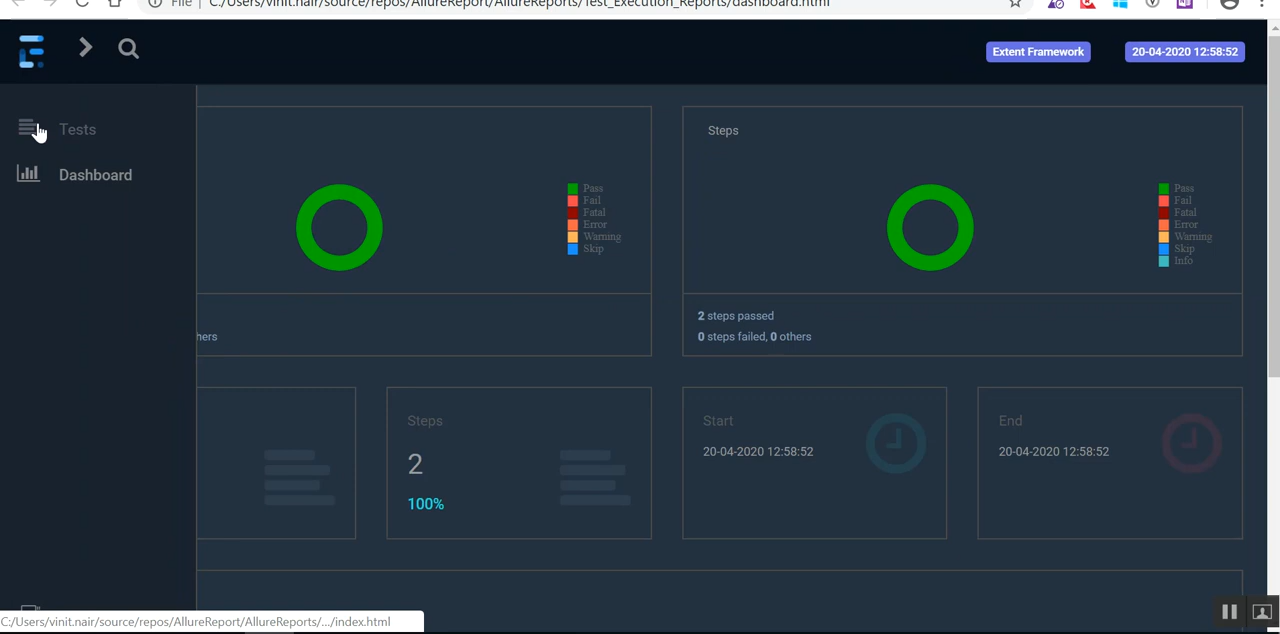 File
C:/Users/vinit.nair/source/repos/AllureReport/AllureReports/Test_Execution_Reports/dashboard.html
Extent Framework
20-04-2020 12:58:52
Tests
Dashboard
Pass
Fail
Fatal
Error
Warning
Skip
hers
Steps
Pass
Fail
Fatal
Error
Warning
Skip
Info
2 steps passed
0 steps failed, 0 others
Steps
2
100%
Start
20-04-2020 12:58:52
End
20-04-2020 12:58:52
C:/Users/vinit.nair/source/repos/AllureReport/AllureReports/.../index.html